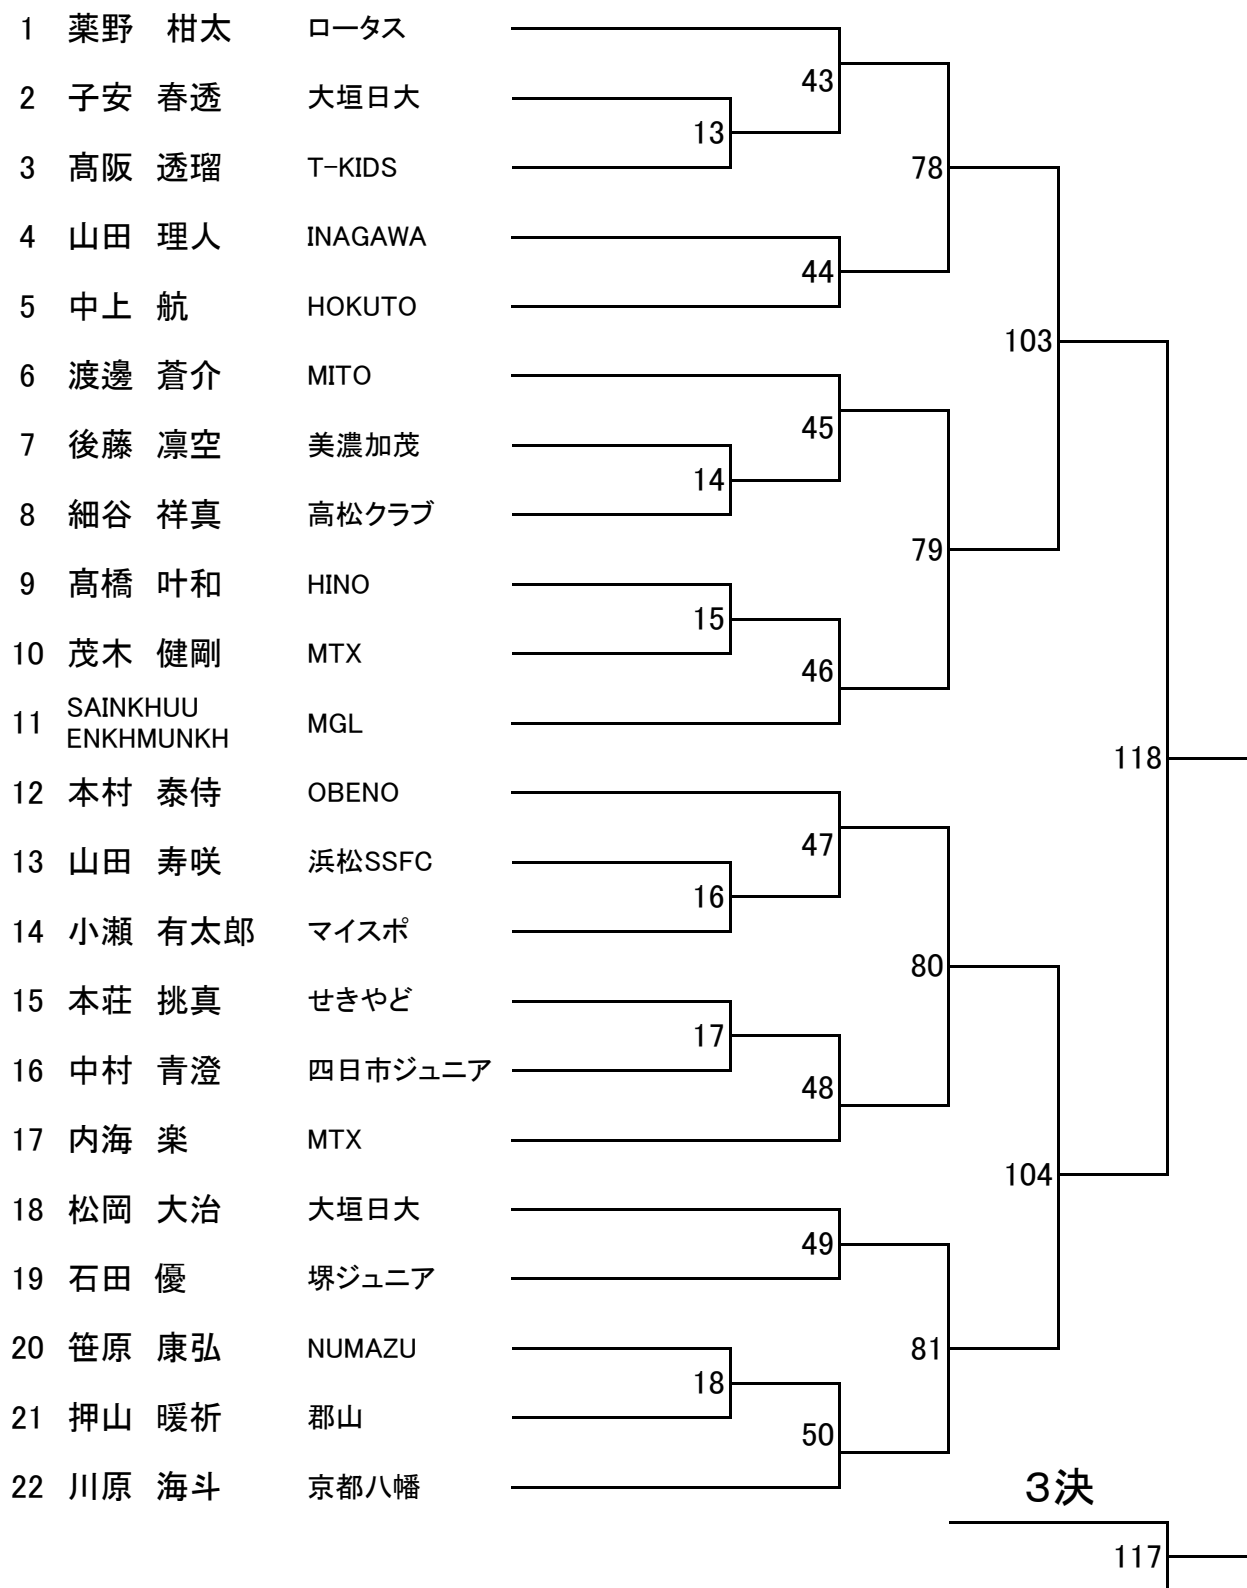 1 薬野 柑太 ロータス
43
2 子安 春透 大垣日大
13
3 髙阪 透瑠 T-KIDS
78
4 山田 理人 INAGAWA
44
5 中上 航 HOKUTO
103
6 渡邊 蒼介 MITO
45
7 後藤 凛空 美濃加茂
14
8 細谷 祥真 高松クラブ
79
9 髙橋 叶和 HINO
15
10 茂木 健剛 MTX
46
11 SAINKHUU ENKHMUNKH MGL
118
12 本村 泰侍 OBENO
47
13 山田 寿咲 浜松SSFC
16
14 小瀬 有太郎 マイスポ
80
15 本荘 挑真 せきやど
17
16 中村 青澄 四日市ジュニア
48
17 内海 楽 MTX
104
18 松岡 大治 大垣日大
49
19 石田 優 堺ジュニア
20 笹原 康弘 NUMAZU
81
18
21 押山 暖祈 郡山
50
22 川原 海斗 京都八幡
３決
117